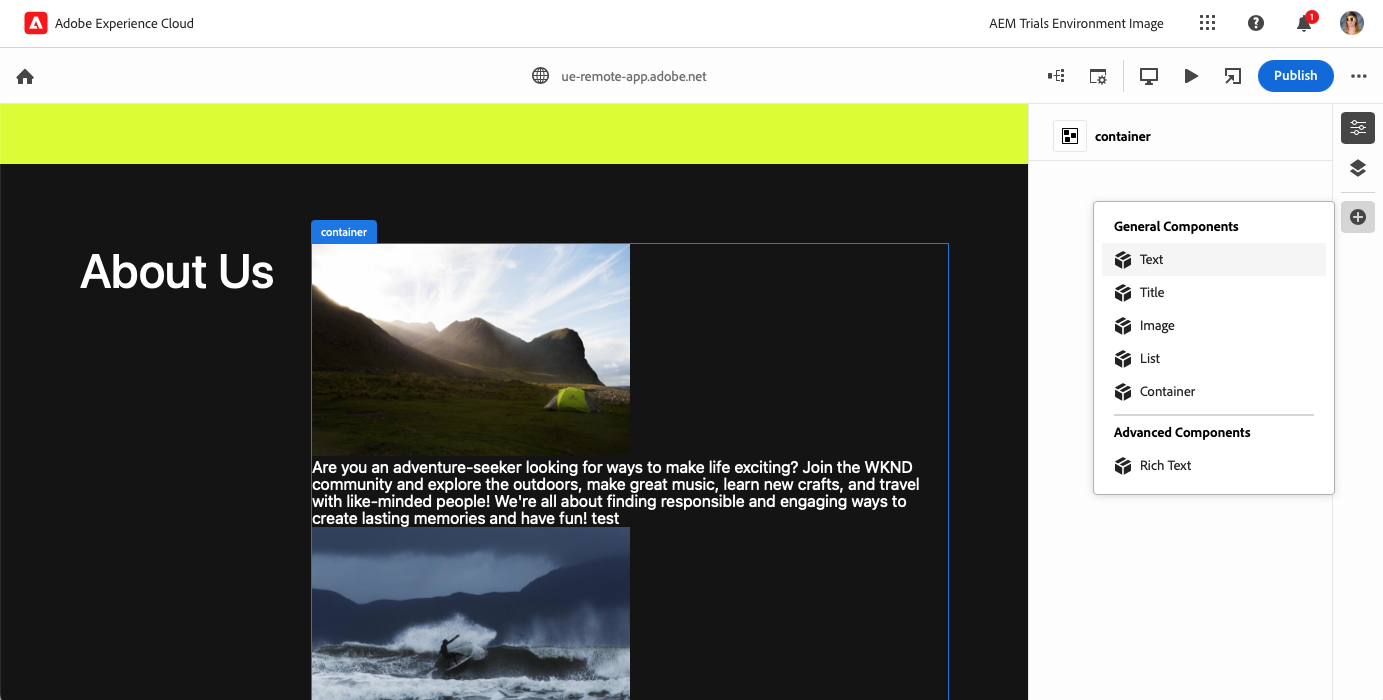 Adobe Experience Cloud
AEM Trials Environment Image
1
ue-remote-app.adobe.net
Publish
container
container
About Us
Are you an adventure-seeker looking for ways to make life exciting? Join the WKND
community and explore the outdoors, make great music, learn new crafts, and travel
with like-minded people! We're all about finding responsible and engaging ways to
create lasting memories and have fun! test
General Components
Text
Title
Image
List
Container
Advanced Components
Rich Text